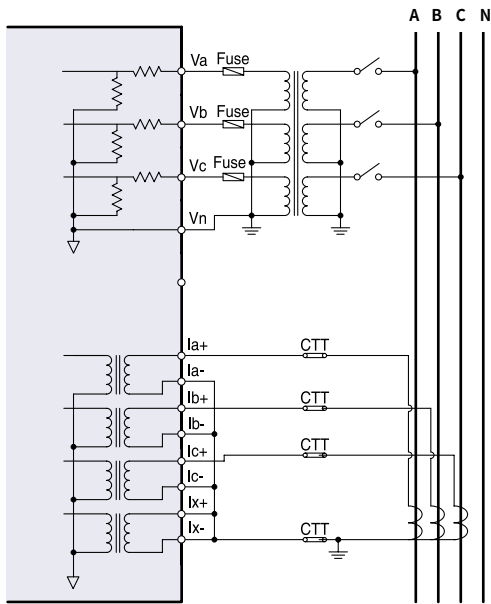 A B C N
Va Fuse
Vb Fuse
Vc Fuse
Vn
Ia+ CTT
Ia-
Ib+ CTT
Ib-
Ic+ CTT
Ic-
Ix+
Ix- CTT